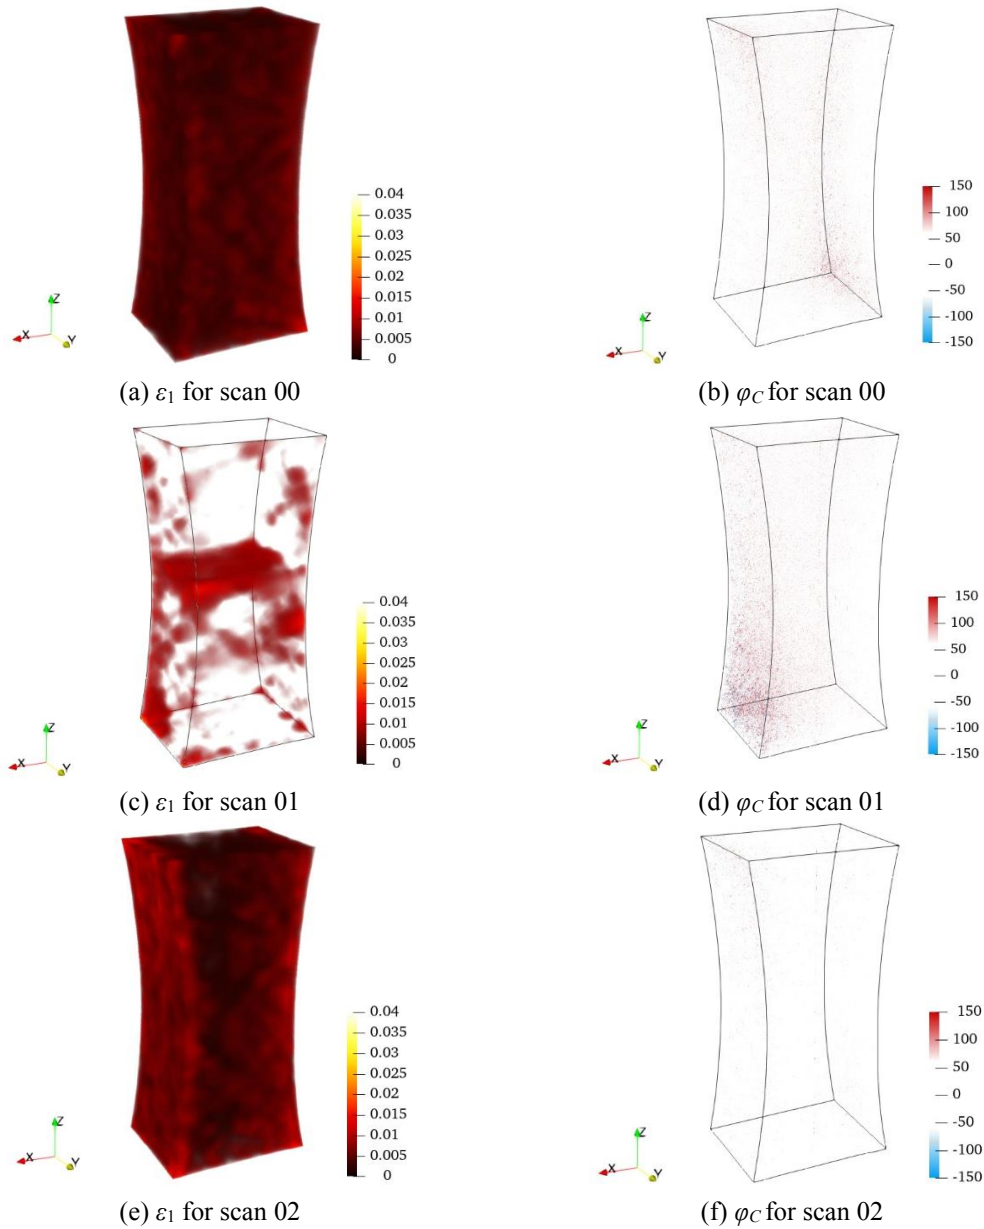 0.04
0.035
0.03
0.025
0.02
0.015
0.01
0.005
0
Z
X
Y
150
100
50
0
-50
-100
-150
Z
X
Y
(a) ε1 for scan 00
(b) φC for scan 00
0.04
0.035
0.03
0.025
0.02
0.015
0.01
0.005
0
Z
X
Y
150
100
50
0
-50
-100
-150
Z
X
Y
(c) ε1 for scan 01
(d) φC for scan 01
0.04
0.035
0.03
0.025
0.02
0.015
0.01
0.005
0
Z
X
Y
150
100
50
0
-50
-100
-150
Z
X
Y
(e) ε1 for scan 02
(f) φC for scan 02